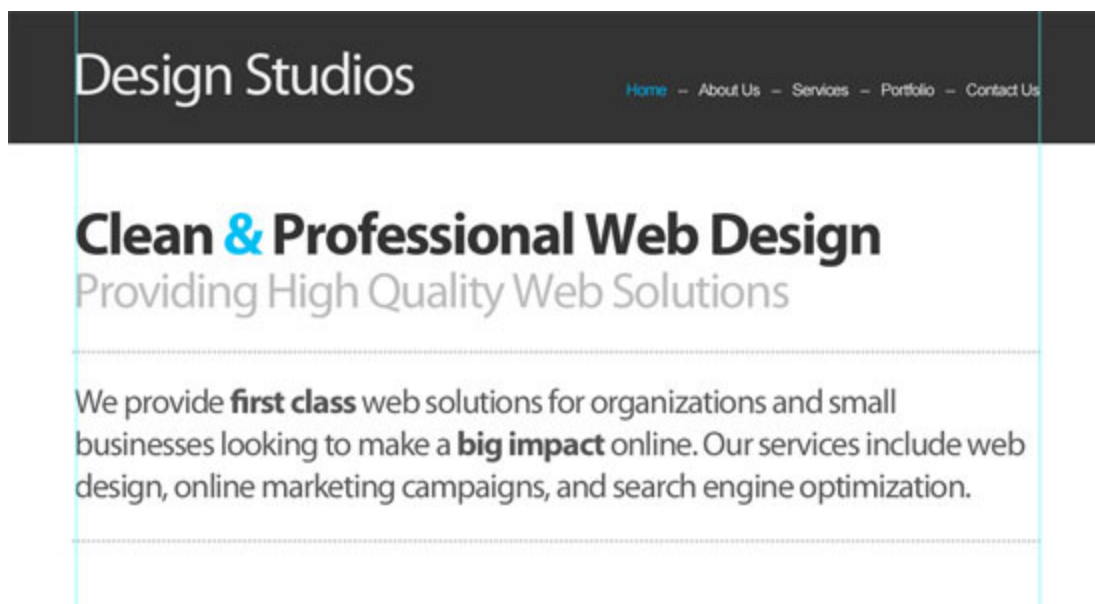 Design Studios
Home – About Us – Services – Portfolio – Contact Us
Clean & Professional Web Design
Providing High Quality Web Solutions
We provide first class web solutions for organizations and small
businesses looking to make a big impact online. Our services include web
design, online marketing campaigns, and search engine optimization.